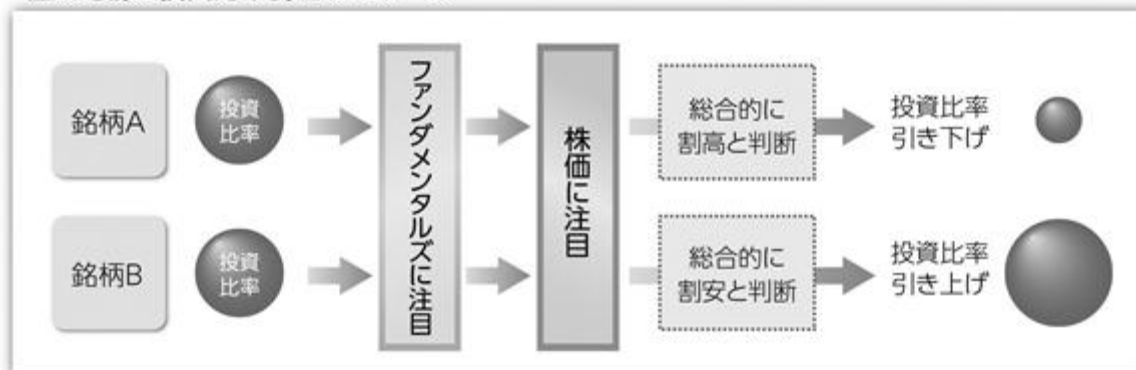 銘柄A
投資
比率
ファンダメンタルズに注目
株価に注目
総合的に
割高と判断
投資比率
引き下げ
銘柄B
投資
比率
総合的に
割安と判断
投資比率
引き上げ